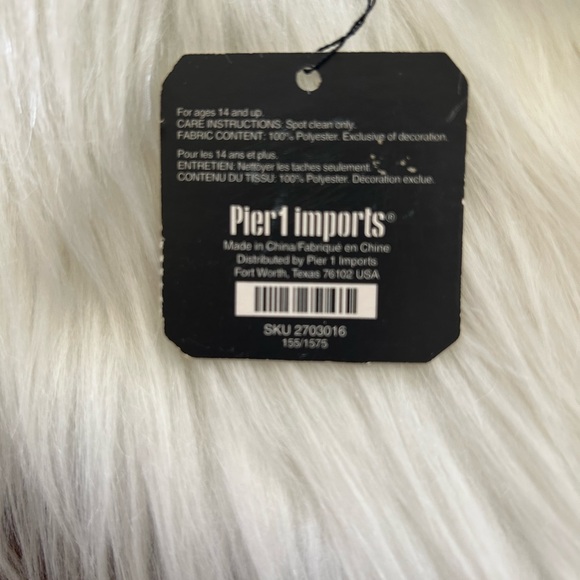 For ages 14 and up.
CARE INSTRUCTIONS: Spot clean only.
FABRIC CONTENT: 100% Polyester. Exclusive of decoration.
Pour les 14 ans et plus.
ENTRETIEN: Nettoyer les taches seulement.
CONTENU DU TISSU: 100% Polyester. Décoration exclue.
Pier1 imports®
Made in China/Fabriqué en Chine
Distributed by Pier 1 Imports
Fort Worth, Texas 76102 USA
SKU 2703016
155/1575